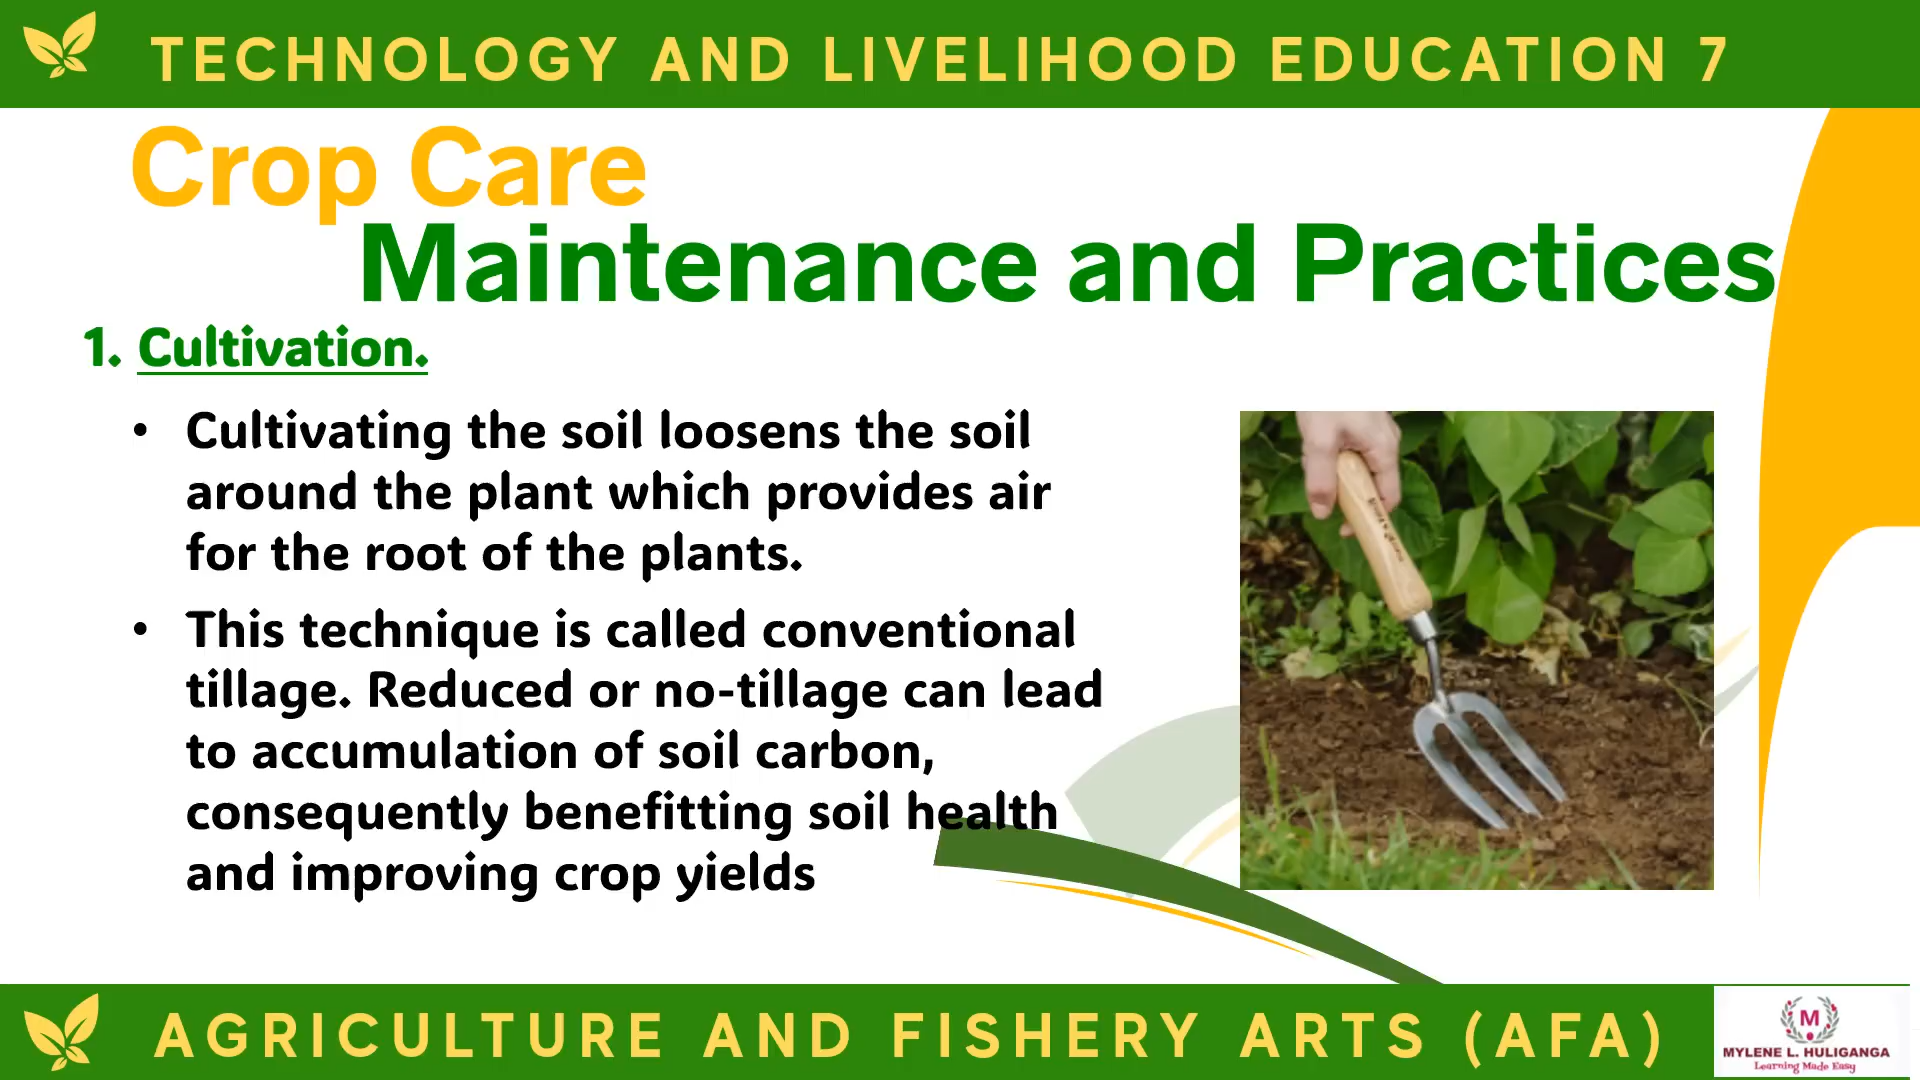 TECHNOLOGY AND LIVELIHOOD EDUCATION 7
Crop Care
Maintenance and Practices
1. Cultivation.
• Cultivating the soil loosens the soil
around the plant which provides air
for the root of the plants.
• This technique is called conventional
tillage. Reduced or no-tillage can lead
to accumulation of soil carbon,
consequently benefitting soil health
and improving crop yields
AGRICULTURE AND FISHERY ARTS (AFA)
M
MYLENE L. HULIGANGA
Learning Made Easy